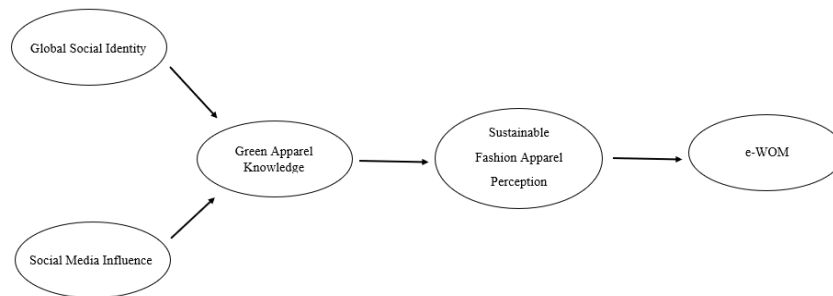 Global Social Identity
Green Apparel
Knowledge
Social Media Influence
Sustainable
Fashion Apparel
Perception
e-WOM